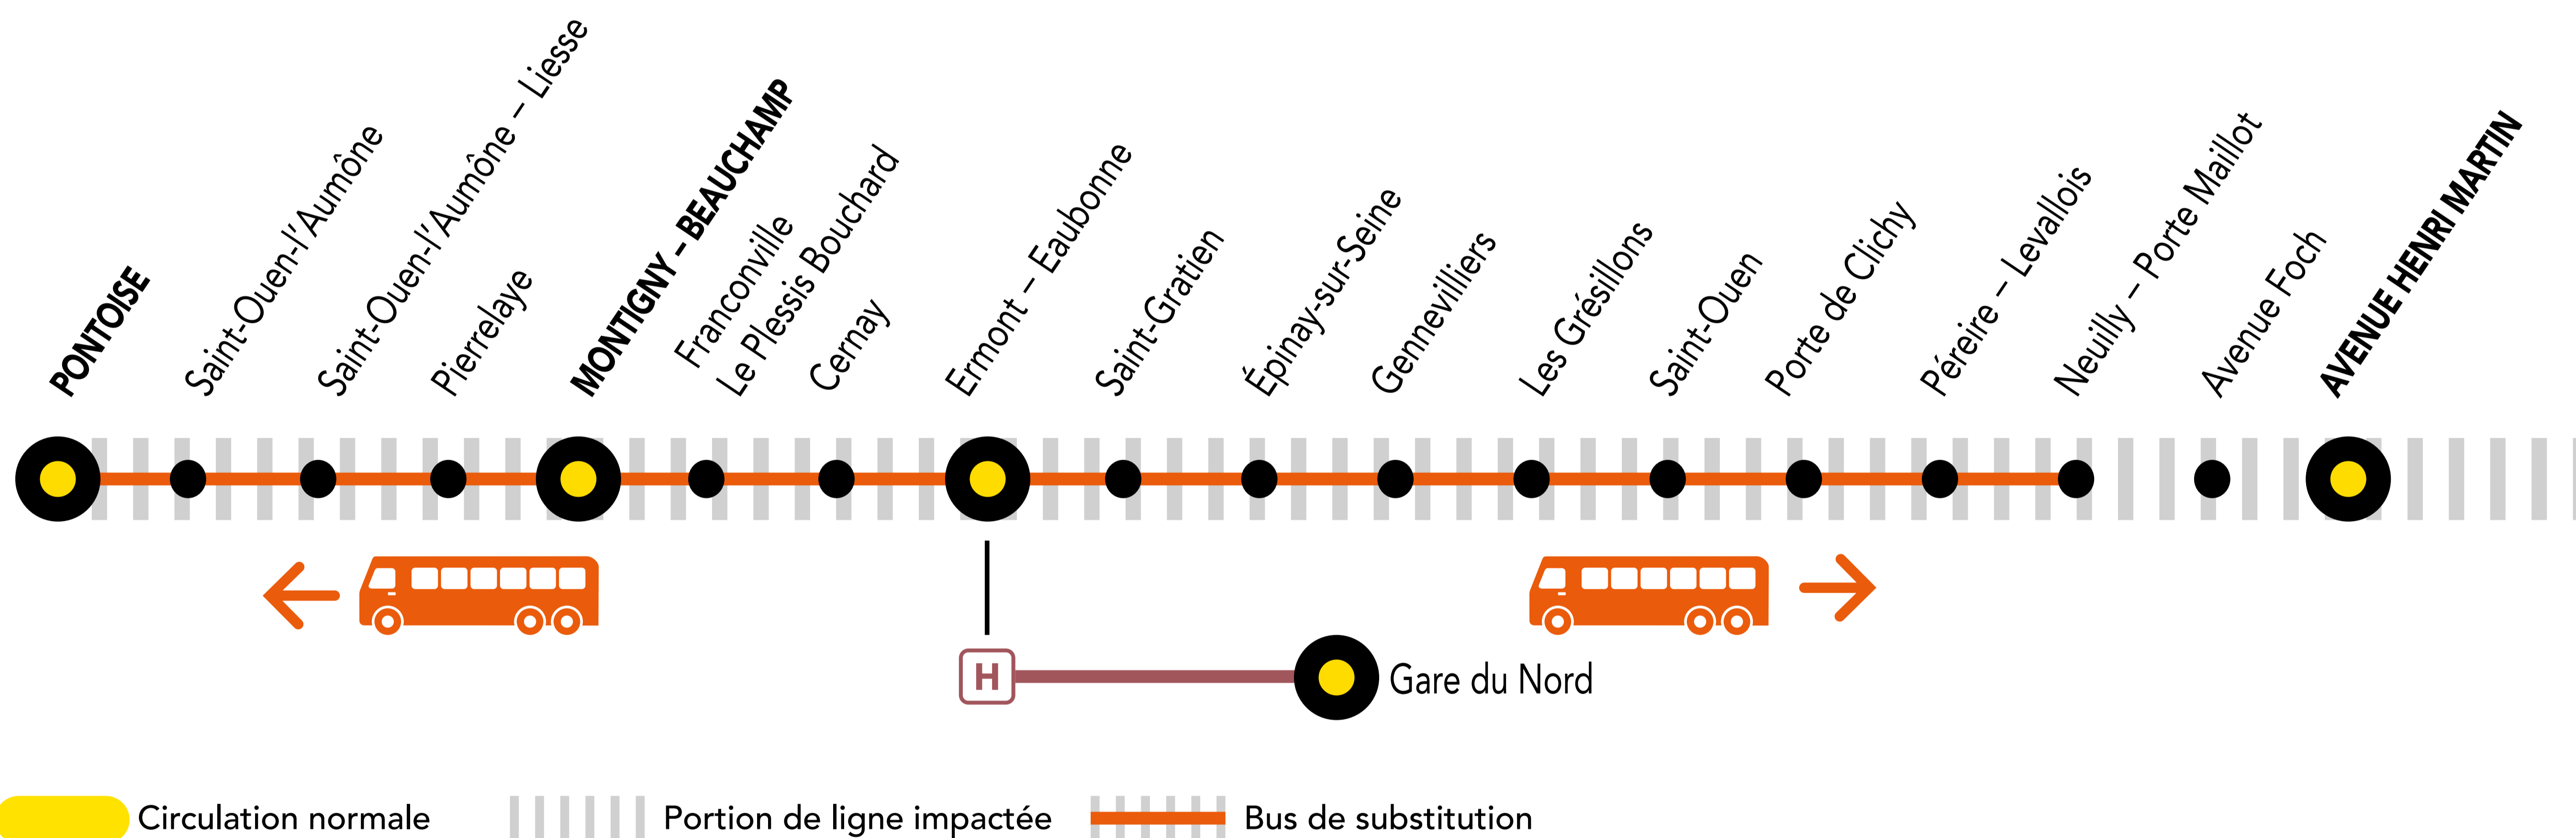 PONTOISE
Saint-Ouen-l'Aumône
Saint-Ouen-l'Aumône – Liesse
Pierrelaye
MONTIGNY – BEAUCHAMP
Franconville
Le Plessis Bouchard
Cernay
Ermont – Eaubonne
Saint-Gratien
Épinay-sur-Seine
Gennevilliers
Les Grésillons
Saint-Ouen
Porte de Clichy
Péreire – Levallois
Neuilly – Porte Maillot
Avenue Foch
AVENUE HENRI MARTIN
H
Gare du Nord
Circulation normale
Portion de ligne impactée
Bus de substitution